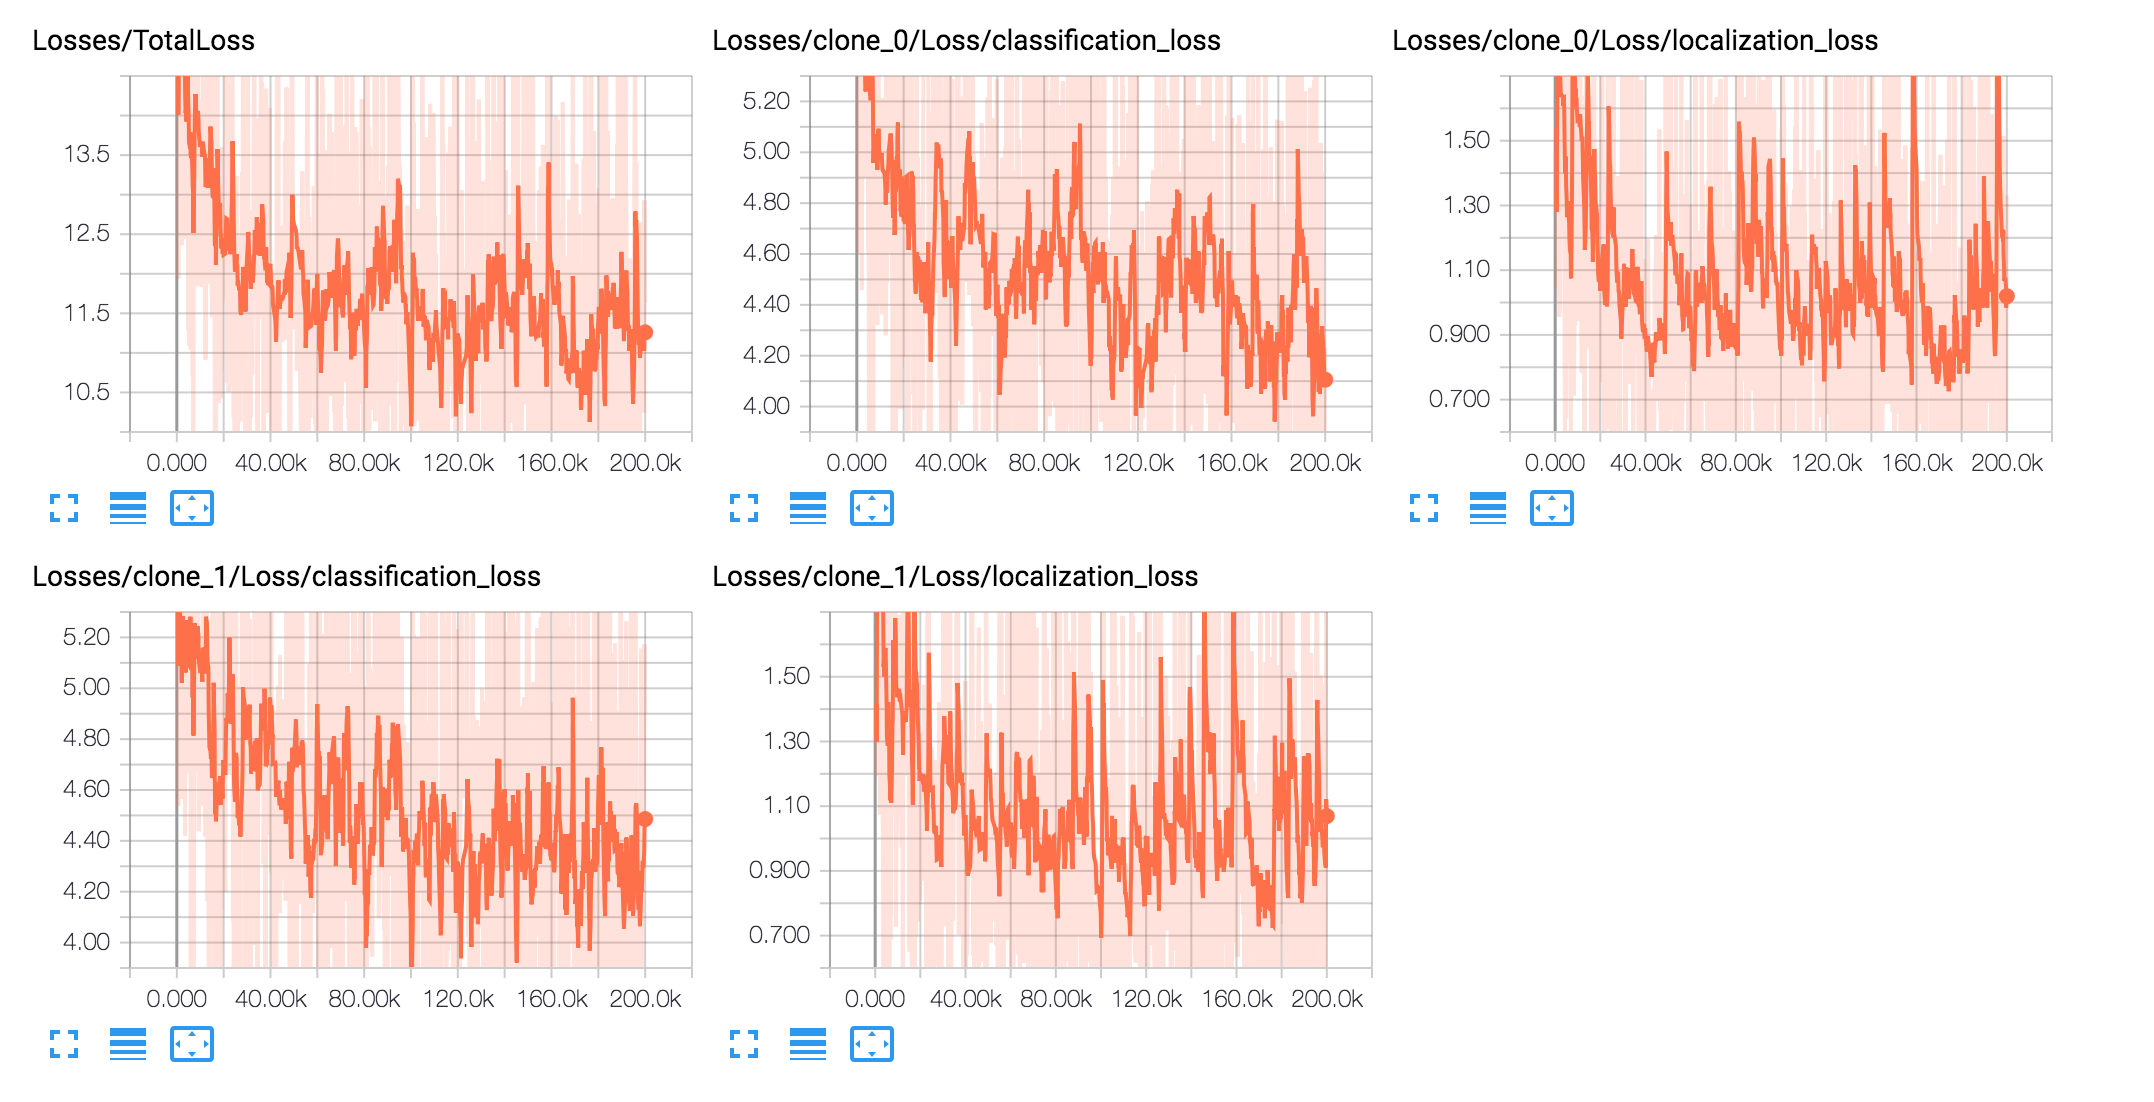 Losses/TotalLoss
13.5
12.5
11.5
10.5
0.000 40.00k 80.00k 120.0k 160.0k 200.0k
Losses/clone_0/Loss/classification_loss
5.20
5.00
4.80
4.60
4.40
4.20
4.00
0.000 40.00k 80.00k 120.0k 160.0k 200.0k
Losses/clone_0/Loss/localization_loss
1.50
1.30
1.10
0.900
0.700
0.000 40.00k 80.00k 120.0k 160.0k 200.0k
Losses/clone_1/Loss/classification_loss
5.20
5.00
4.80
4.60
4.40
4.20
4.00
0.000 40.00k 80.00k 120.0k 160.0k 200.0k
Losses/clone_1/Loss/localization_loss
1.50
1.30
1.10
0.900
0.700
0.000 40.00k 80.00k 120.0k 160.0k 200.0k